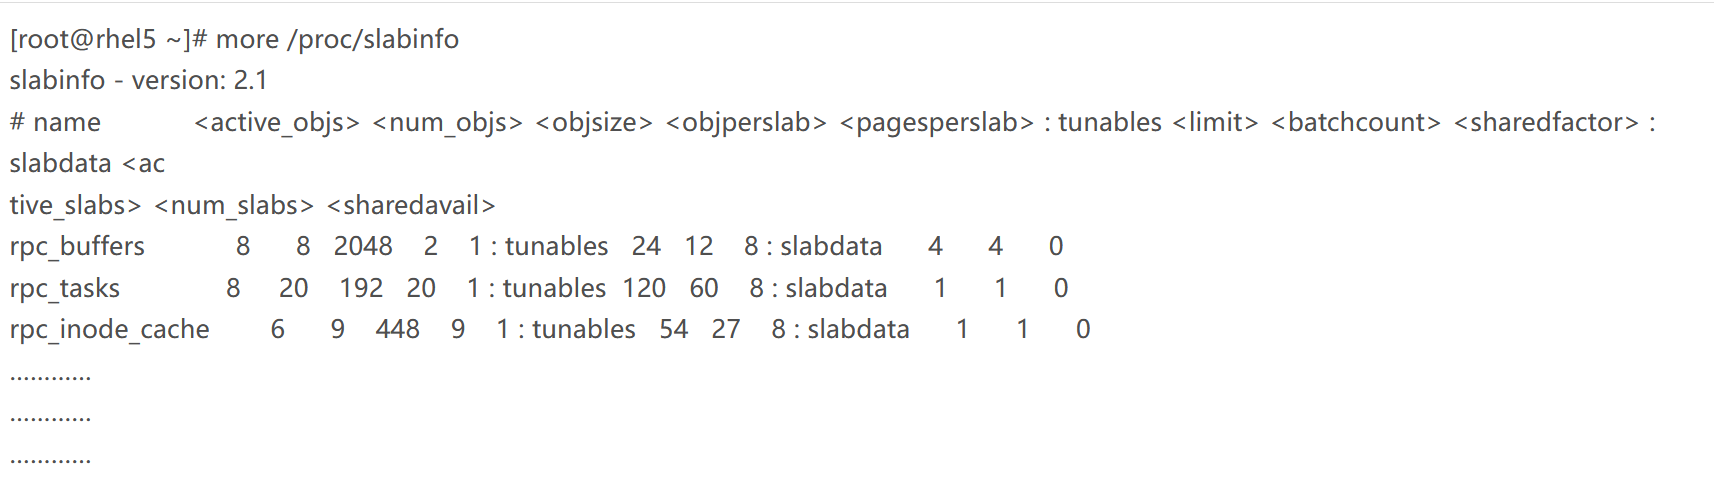 [root@rhel5 ~]# more /proc/slabinfo
slabinfo - version: 2.1
# name            <active_objs> <num_objs> <objsize> <objperslab> <pagesperslab> : tunables <limit> <batchcount> <sharedfactor> :
slabdata <ac
tive_slabs> <num_slabs> <sharedavail>
rpc_buffers            8      8   2048    2    1 : tunables   24   12    8 : slabdata      4      4      0
rpc_tasks              8     20    192   20    1 : tunables  120   60    8 : slabdata      1      1      0
rpc_inode_cache        6      9    448    9    1 : tunables   54   27    8 : slabdata      1      1      0
............
............
............